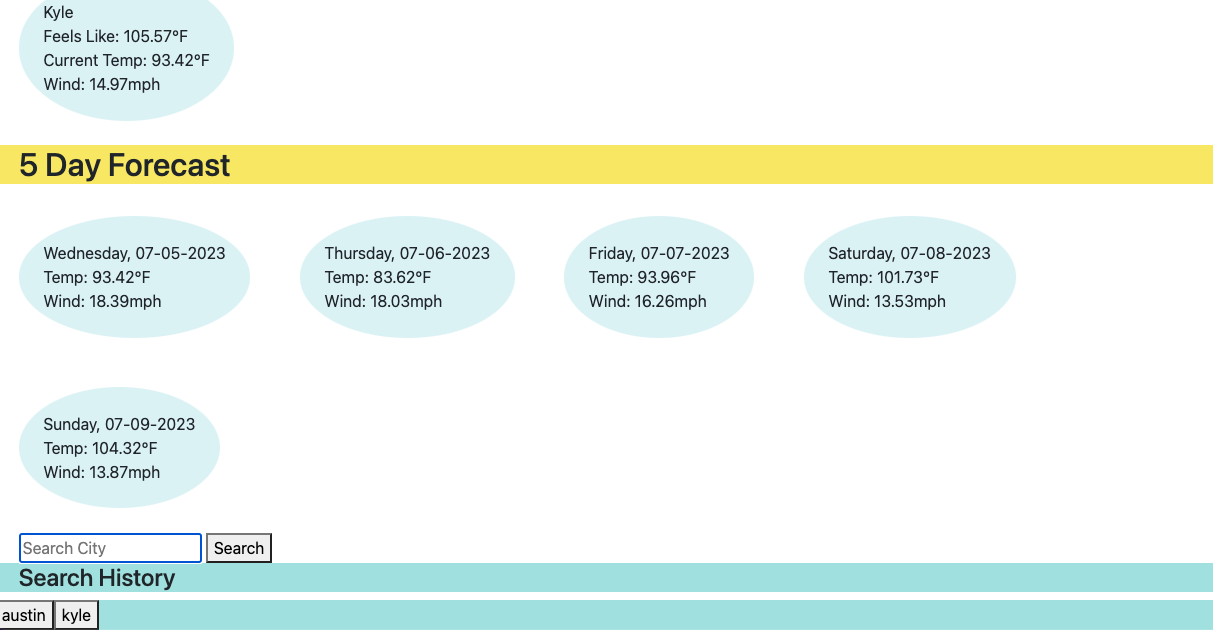 Kyle
Feels Like: 105.57°F
Current Temp: 93.42°F
Wind: 14.97mph
5 Day Forecast
Wednesday, 07-05-2023
Temp: 93.42°F
Wind: 18.39mph
Thursday, 07-06-2023
Temp: 83.62°F
Wind: 18.03mph
Friday, 07-07-2023
Temp: 93.96°F
Wind: 16.26mph
Saturday, 07-08-2023
Temp: 101.73°F
Wind: 13.53mph
Sunday, 07-09-2023
Temp: 104.32°F
Wind: 13.87mph
Search City Search
Search History
austin kyle